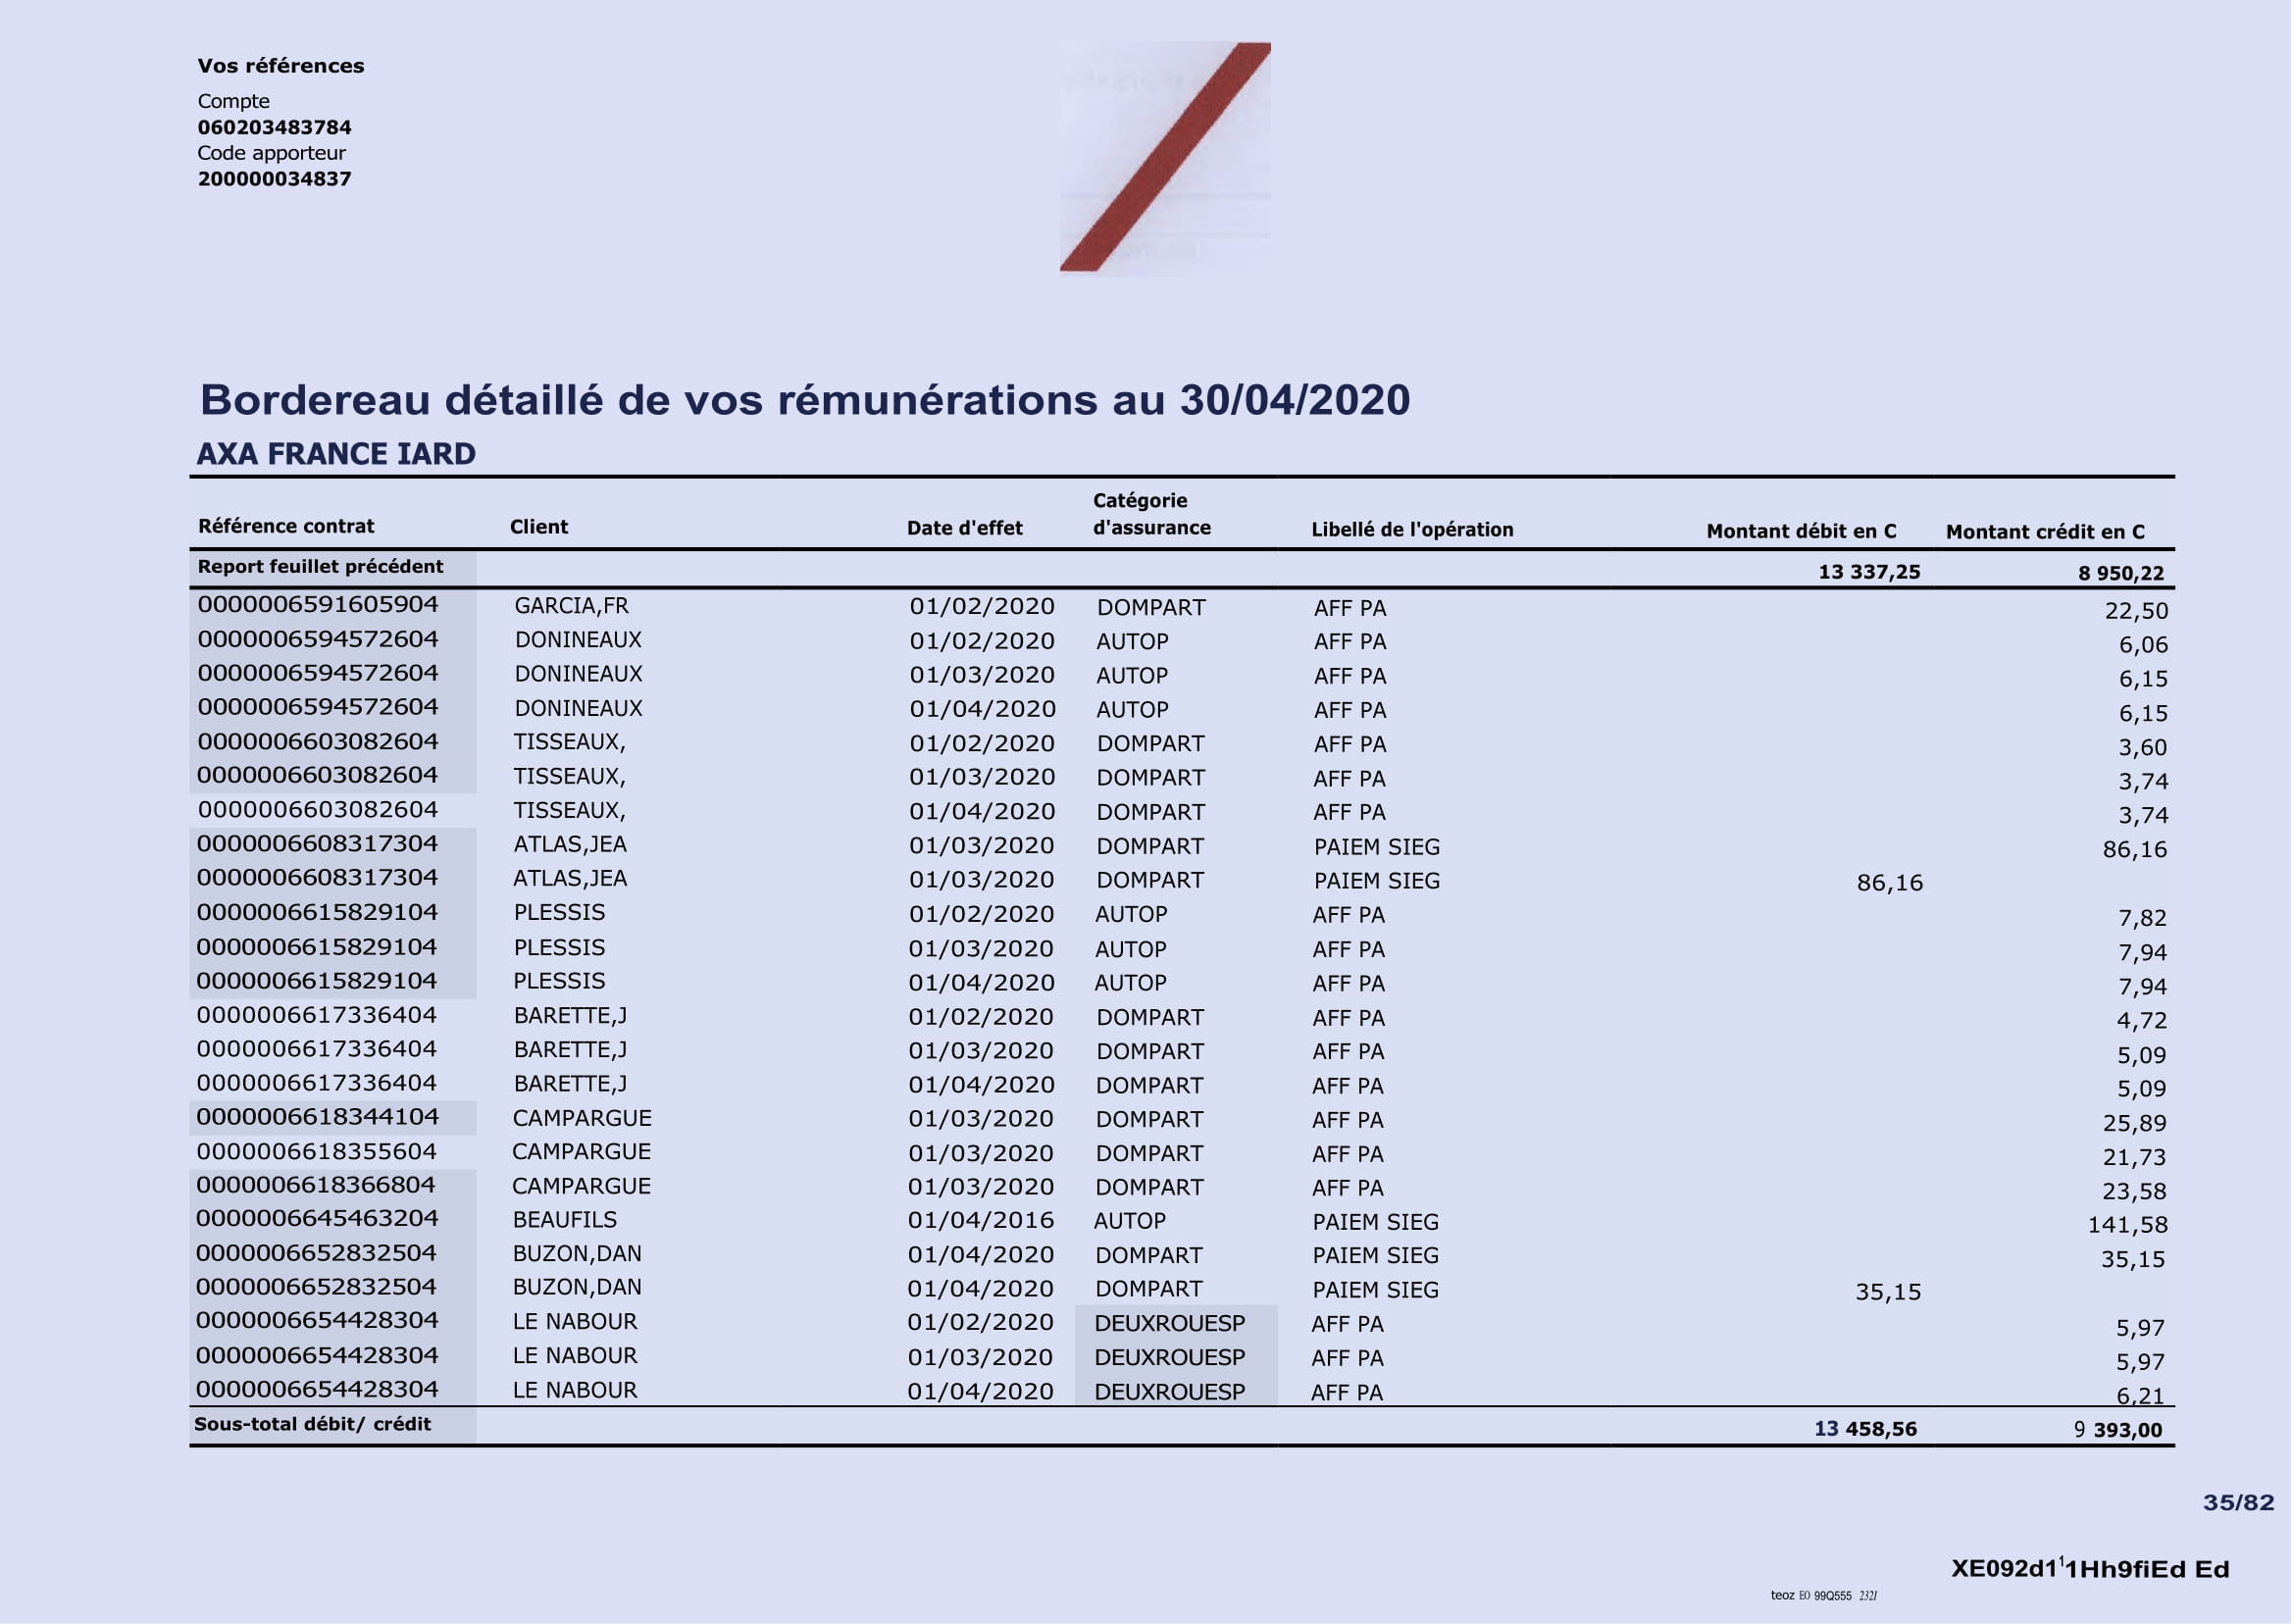 Vos références
Compte
060203483784
Code apporteur
200000034837
Bordereau détaillé de vos rémunérations au 30/04/2020
AXA FRANCE IARD
Référence contrat Client Date d'effet Catégorie d'assurance Libellé de l'opération Montant débit en C Montant crédit en C
Report feuillet précédent 13 337,25 8 950,22
0000006591605904 GARCIA,FR 01/02/2020 DOMPART AFF PA 22,50
0000006594572604 DONINEAUX 01/02/2020 AUTOP AFF PA 6,06
0000006594572604 DONINEAUX 01/03/2020 AUTOP AFF PA 6,15
0000006594572604 DONINEAUX 01/04/2020 AUTOP AFF PA 6,15
0000006603082604 TISSEAUX, 01/02/2020 DOMPART AFF PA 3,60
0000006603082604 TISSEAUX, 01/03/2020 DOMPART AFF PA 3,74
0000006603082604 TISSEAUX, 01/04/2020 DOMPART AFF PA 3,74
0000006608317304 ATLAS,JEA 01/03/2020 DOMPART PAIEM SIEG 86,16
0000006608317304 ATLAS,JEA 01/03/2020 DOMPART PAIEM SIEG 86,16
0000006615829104 PLESSIS 01/02/2020 AUTOP AFF PA 7,82
0000006615829104 PLESSIS 01/03/2020 AUTOP AFF PA 7,94
0000006615829104 PLESSIS 01/04/2020 AUTOP AFF PA 7,94
0000006617336404 BARETTE,J 01/02/2020 DOMPART AFF PA 4,72
0000006617336404 BARETTE,J 01/03/2020 DOMPART AFF PA 5,09
0000006617336404 BARETTE,J 01/04/2020 DOMPART AFF PA 5,09
0000006618344104 CAMPARGUE 01/03/2020 DOMPART AFF PA 25,89
0000006618355604 CAMPARGUE 01/03/2020 DOMPART AFF PA 21,73
0000006618366804 CAMPARGUE 01/03/2020 DOMPART AFF PA 23,58
0000006645463204 BEAUFILS 01/04/2016 AUTOP PAIEM SIEG 141,58
0000006652832504 BUZON,DAN 01/04/2020 DOMPART PAIEM SIEG 35,15
0000006652832504 BUZON,DAN 01/04/2020 DOMPART PAIEM SIEG 35,15
0000006654428304 LE NABOUR 01/02/2020 DEUXROUESP AFF PA 5,97
0000006654428304 LE NABOUR 01/03/2020 DEUXROUESP AFF PA 5,97
0000006654428304 LE NABOUR 01/04/2020 DEUXROUESP AFF PA 6,21
Sous-total débit/ crédit 13 458,56 9 393,00
35/82
XE092d1¹1Hh9fiEd Ed
teoz E0 99Q555 2321